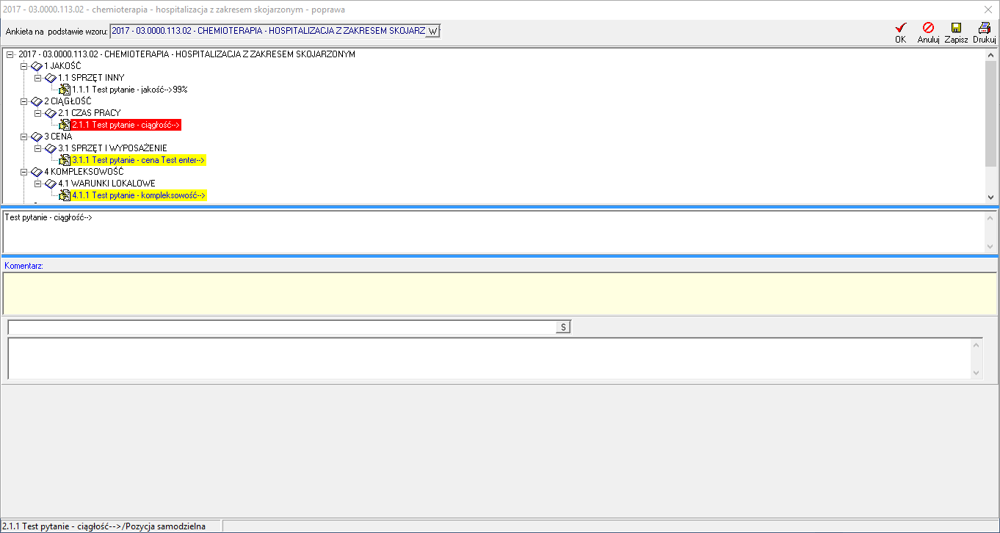 2017 - 03.0000.113.02 - chemioterapia - hospitalizacja z zakresem skojarzonym - poprawa
Ankieta na podstawie wzoru: 2017 - 03.0000.113.02 - CHEMIOTERAPIA - HOSPITALIZACJA Z ZAKRESEM SKOJARZ W
OK Anuluj Zapisz Drukuj
2017 - 03.0000.113.02 - CHEMIOTERAPIA - HOSPITALIZACJA Z ZAKRESEM SKOJARZONYM
1 JAKOŚĆ
1.1 SPRZĘT INNY
1.1.1 Test pytanie - jakość-->99%
2 CIĄGŁOŚĆ
2.1 CZAS PRACY
2.1.1 Test pytanie - ciągłość-->
3 CENA
3.1 SPRZĘT I WYPOSAŻENIE
3.1.1 Test pytanie - cena Test enter-->
4 KOMPLEKSOWOŚĆ
4.1 WARUNKI LOKALOWE
4.1.1 Test pytanie - kompleksowość-->
Test pytanie - ciągłość-->
Komentarz:
S
2.1.1 Test pytanie - ciągłość-->/Pozycja samodzielna